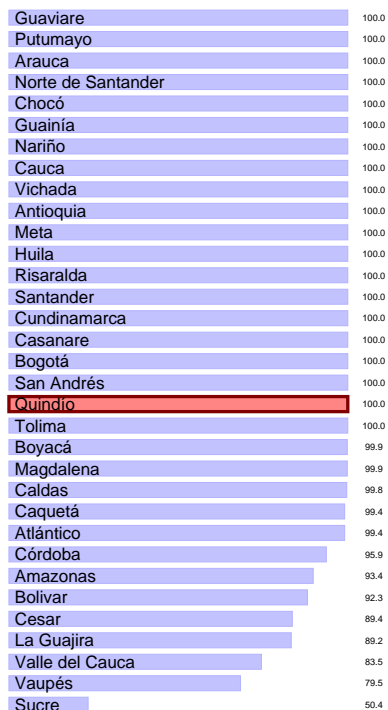 Guaviare 100.0
Putumayo 100.0
Arauca 100.0
Norte de Santander 100.0
Chocó 100.0
Guainía 100.0
Nariño 100.0
Cauca 100.0
Vichada 100.0
Antioquia 100.0
Meta 100.0
Huila 100.0
Risaralda 100.0
Santander 100.0
Cundinamarca 100.0
Casanare 100.0
Bogotá 100.0
San Andrés 100.0
Quindío 100.0
Tolima 100.0
Boyacá 99.9
Magdalena 99.9
Caldas 99.8
Caquetá 99.4
Atlántico 99.4
Córdoba 95.9
Amazonas 93.4
Bolivar 92.3
Cesar 89.4
La Guajira 89.2
Valle del Cauca 83.5
Vaupés 79.5
Sucre 50.4